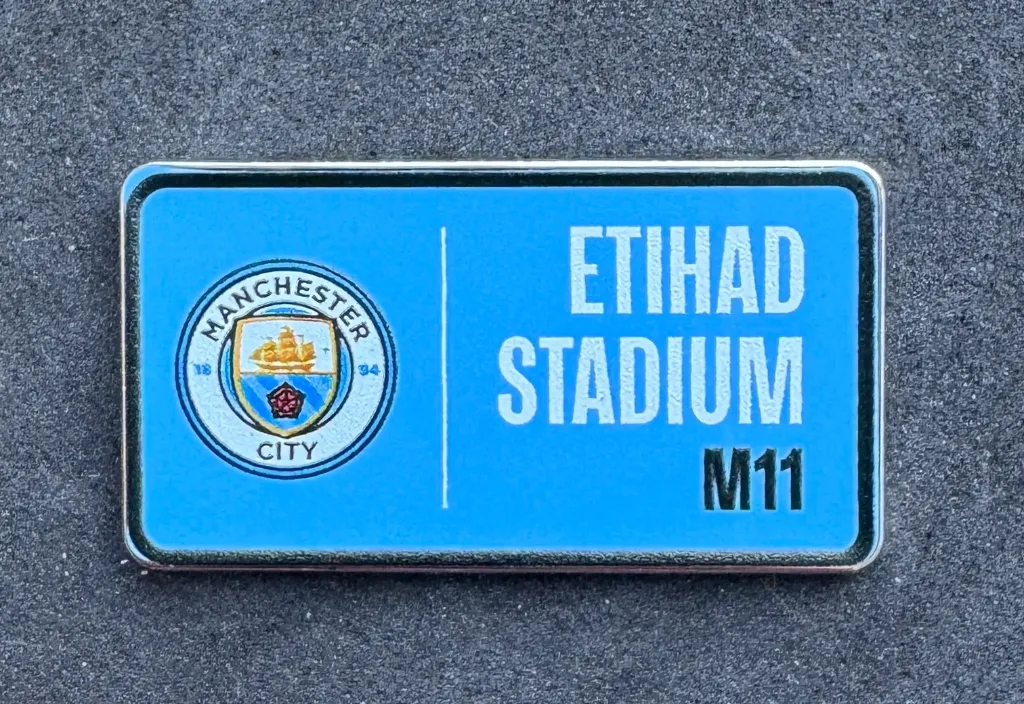 MANCHESTER
18 94
CITY
ETIHAD
STADIUM
M11